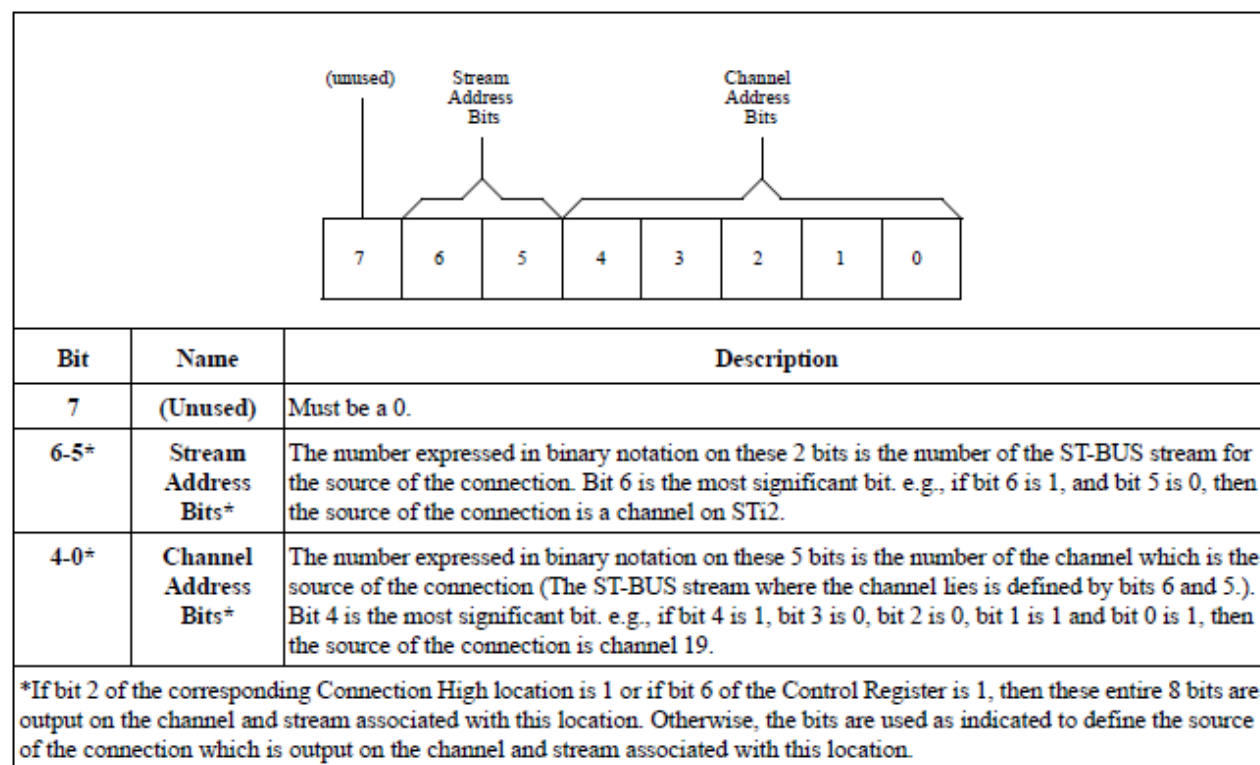 (unused)
Stream
Address
Bits
Channel
Address
Bits
7 6 5 4 3 2 1 0
Bit Name Description
7 (Unused) Must be a 0.
6-5* Stream Address Bits* The number expressed in binary notation on these 2 bits is the number of the ST-BUS stream for
the source of the connection. Bit 6 is the most significant bit. e.g., if bit 6 is 1, and bit 5 is 0, then
the source of the connection is a channel on STi2.
4-0* Channel Address Bits* The number expressed in binary notation on these 5 bits is the number of the channel which is the
source of the connection (The ST-BUS stream where the channel lies is defined by bits 6 and 5.).
Bit 4 is the most significant bit. e.g., if bit 4 is 1, bit 3 is 0, bit 2 is 0, bit 1 is 1 and bit 0 is 1, then
the source of the connection is channel 19.
*If bit 2 of the corresponding Connection High location is 1 or if bit 6 of the Control Register is 1, then these entire 8 bits are
output on the channel and stream associated with this location. Otherwise, the bits are used as indicated to define the source
of the connection which is output on the channel and stream associated with this location.